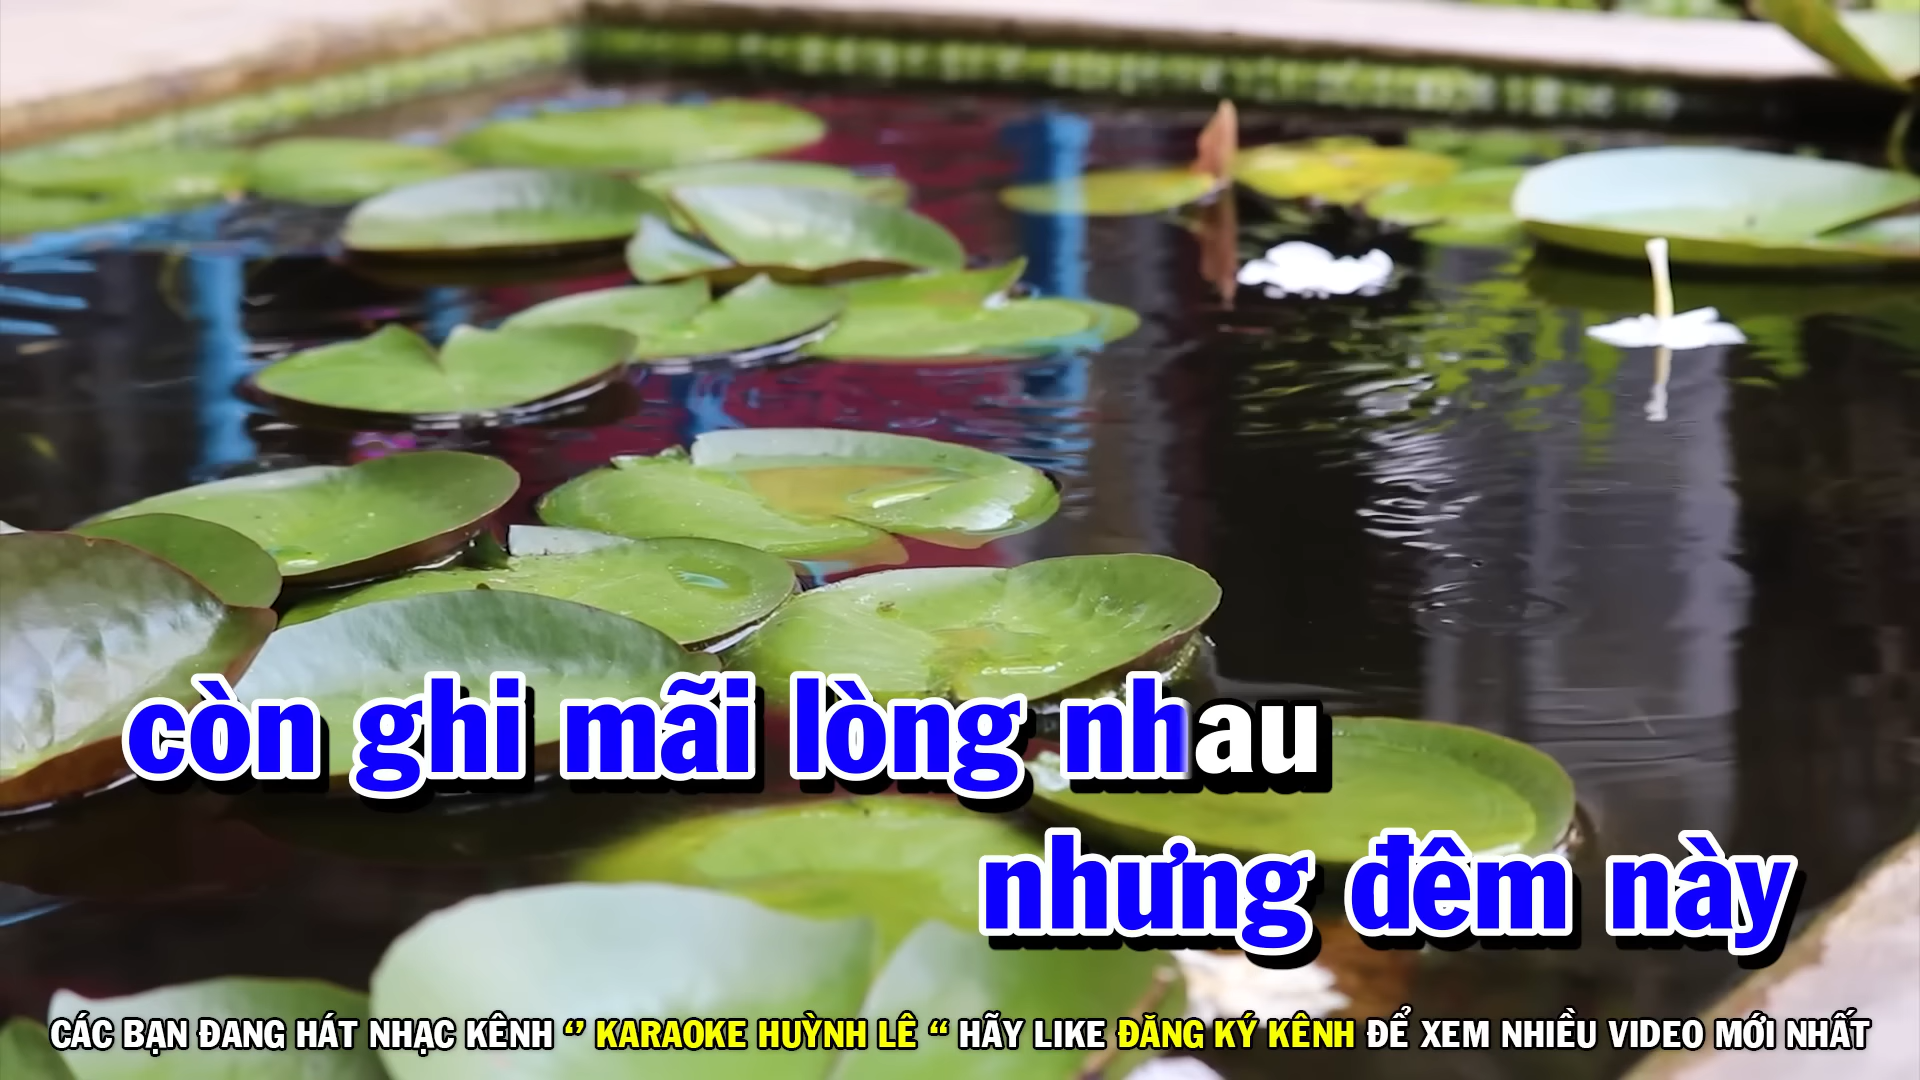 còn ghi mãi lòng nhau
nhưng đêm này
CÁC BẠN ĐANG HÁT NHẠC KÊNH ‘’ KARAOKE HUỲNH LÊ “ HÃY LIKE ĐĂNG KÝ KÊNH ĐỂ XEM NHIỀU VIDEO MỚI NHẤT